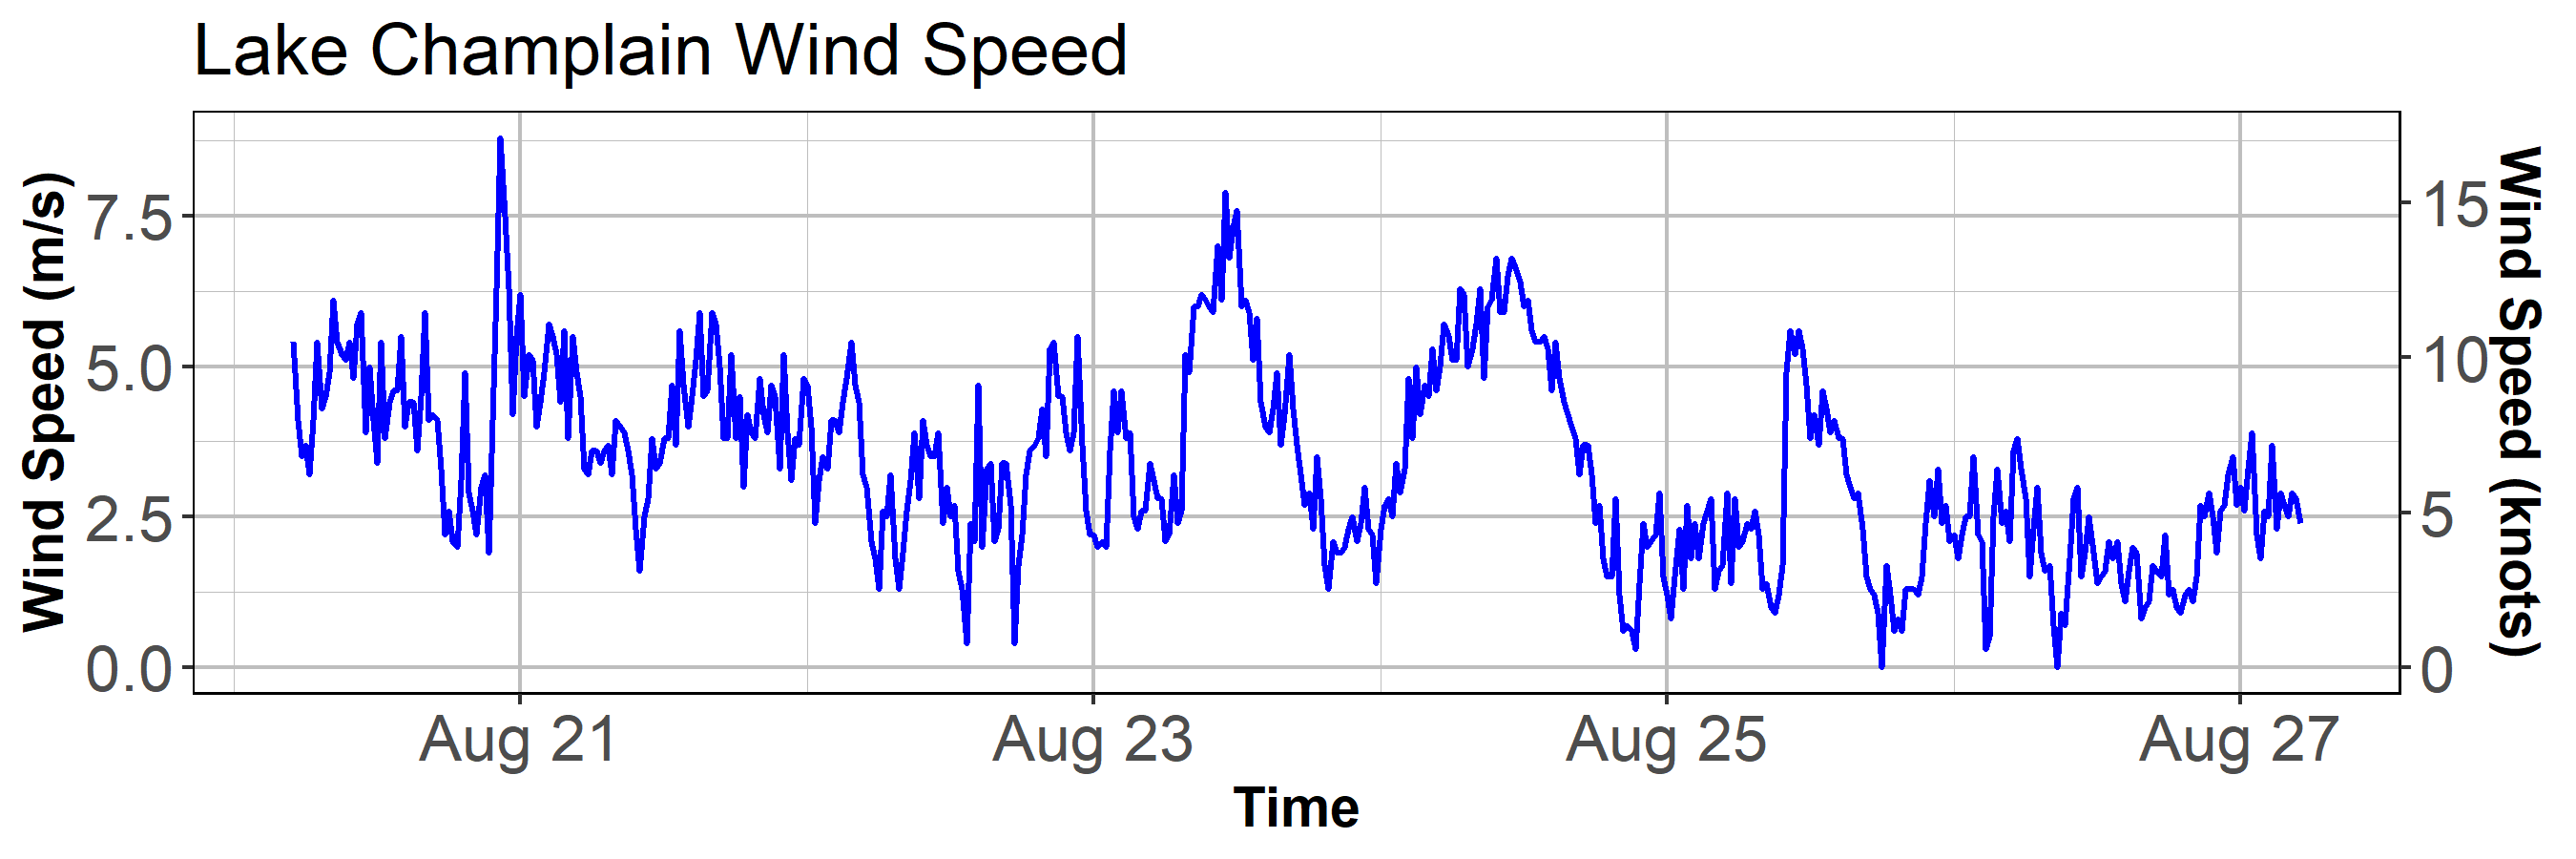 Lake Champlain Wind Speed
Wind Speed (m/s)
7.5
5.0
2.5
0.0
15
10
5
0
Wind Speed (knots)
Aug 21 Aug 23 Aug 25 Aug 27
Time